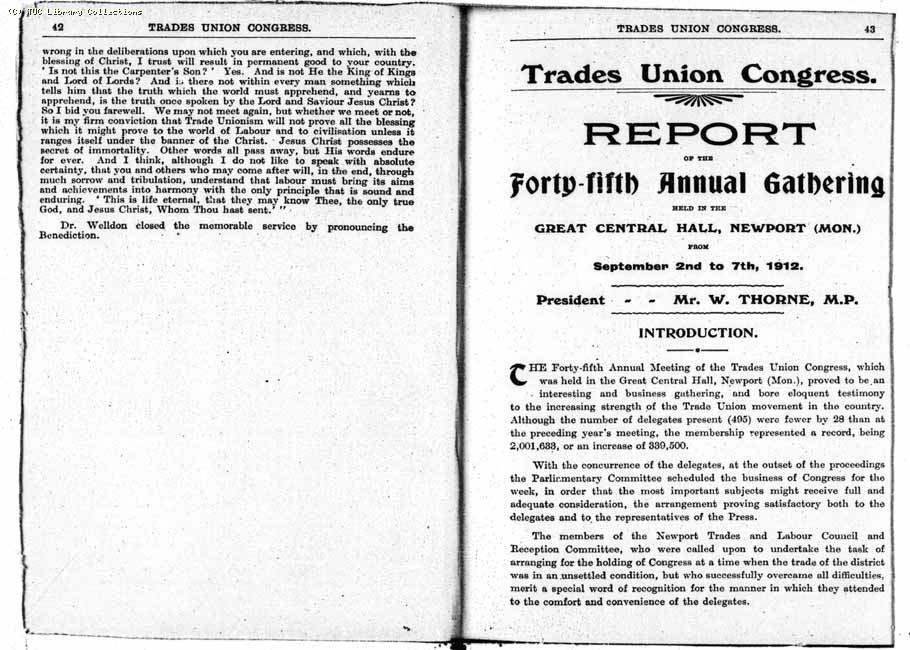 (C) TUC Library Collections
42 TRADES UNION CONGRESS.
wrong in the deliberations upon which you are entering, and which, with the
blessing of Christ, I trust will result in permanent good to your country.
' Is not this the Carpenter's Son? ' Yes. And is not He the King of Kings
and Lord of Lords? And is there not within every man something which
tells him that the truth which the world must apprehend, and yearns to
apprehend, is the truth once spoken by the Lord and Saviour Jesus Christ?
So I bid you farewell. We may not meet again, but whether we meet or not,
it is my firm conviction that Trade Unionism will not prove all the blessing
which it might prove to the world of Labour and to civilisation unless it
ranges itself under the banner of the Christ. Jesus Christ possesses the
secret of immortality. Other words all pass away, but His words endure
for ever. And I think, although I do not like to speak with absolute
certainty, that you and others who may come after will, in the end, through
much sorrow and tribulation, understand that labour must bring its aims
and achievements into harmony with the only principle that is sound and
enduring. ' This is life eternal, that they may know Thee, the only true
God, and Jesus Christ, Whom Thou hast sent.' "
Dr. Welldon closed the memorable service by pronouncing the
Benediction.
TRADES UNION CONGRESS. 43
Trades Union Congress.
REPORT
OF THE
Forty-fifth Annual Gathering
HELD IN THE
GREAT CENTRAL HALL, NEWPORT (MON.)
FROM
September 2nd to 7th, 1912.
President - - Mr. W. THORNE, M.P.
INTRODUCTION.
THE Forty-fifth Annual Meeting of the Trades Union Congress, which
was held in the Great Central Hall, Newport (Mon.), proved to be an
interesting and business gathering, and bore eloquent testimony
to the increasing strength of the Trade Union movement in the country.
Although the number of delegates present (495) were fewer by 28 than at
the preceding year's meeting, the membership represented a record, being
2,001,633, or an increase of 339,500.
With the concurrence of the delegates, at the outset of the proceedings
the Parliamentary Committee scheduled the business of Congress for the
week, in order that the most important subjects might receive full and
adequate consideration, the arrangement proving satisfactory both to the
delegates and to the representatives of the Press.
The members of the Newport Trades and Labour Council and
Reception Committee, who were called upon to undertake the task of
arranging for the holding of Congress at a time when the trade of the district
was in an unsettled condition, but who successfully overcame all difficulties,
merit a special word of recognition for the manner in which they attended
to the comfort and convenience of the delegates.